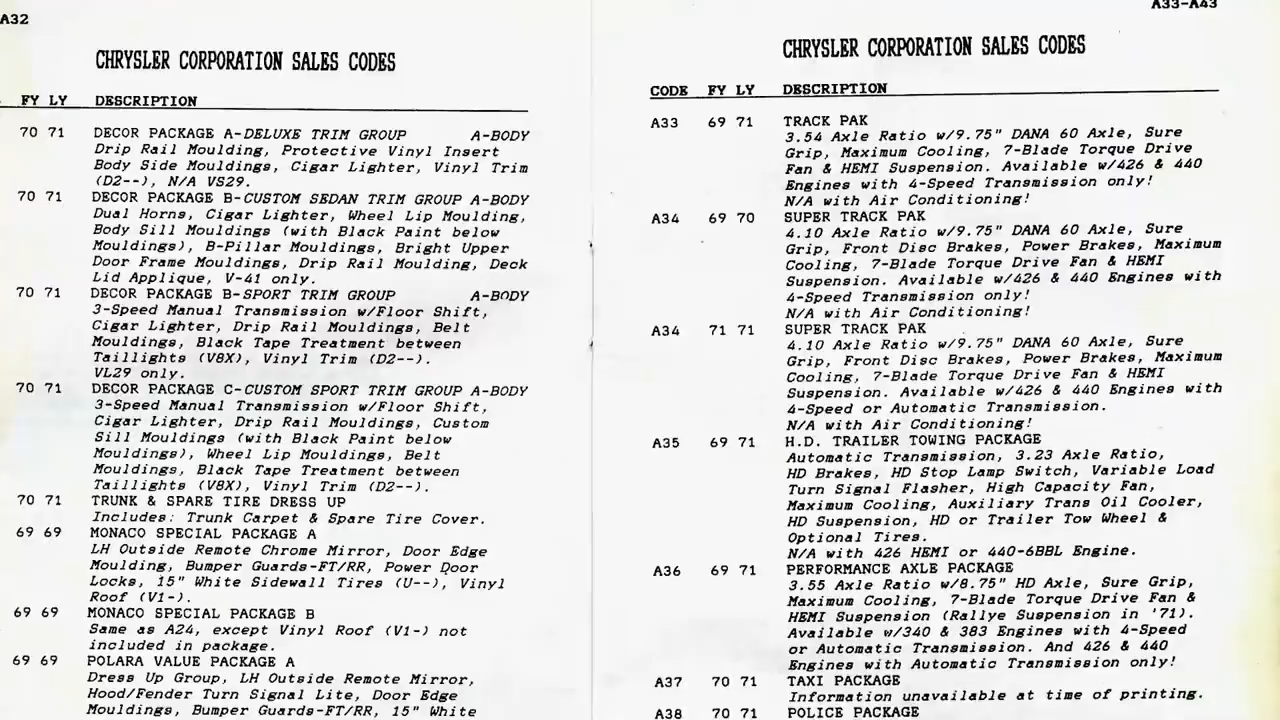 A32
CHRYSLER CORPORATION SALES CODES
FY LY DESCRIPTION
70 71 DECOR PACKAGE A-DELUXE TRIM GROUP A-BODY
Drip Rail Moulding, Protective Vinyl Insert
Body Side Mouldings, Cigar Lighter, Vinyl Trim
(D2--), N/A VS29.
70 71 DECOR PACKAGE B-CUSTOM SEDAN TRIM GROUP A-BODY
Dual Horns, Cigar Lighter, Wheel Lip Moulding,
Body Sill Mouldings (with Black Paint below
Mouldings), B-Pillar Mouldings, Bright Upper
Door Frame Mouldings, Drip Rail Moulding, Deck
Lid Applique, V-41 only.
70 71 DECOR PACKAGE B-SPORT TRIM GROUP A-BODY
3-Speed Manual Transmission w/Floor Shift,
Cigar Lighter, Drip Rail Mouldings, Belt
Mouldings, Black Tape Treatment between
Taillights (V8X), Vinyl Trim (D2--).
VL29 only.
70 71 DECOR PACKAGE C-CUSTOM SPORT TRIM GROUP A-BODY
3-Speed Manual Transmission w/Floor Shift,
Cigar Lighter, Drip Rail Mouldings, Custom
Sill Mouldings (with Black Paint below
Mouldings), Wheel Lip Mouldings, Belt
Mouldings, Black Tape Treatment between
Taillights (V8X), Vinyl Trim (D2--).
70 71 TRUNK & SPARE TIRE DRESS UP
Includes: Trunk Carpet & Spare Tire Cover.
69 69 MONACO SPECIAL PACKAGE A
LH Outside Remote Chrome Mirror, Door Edge
Moulding, Bumper Guards-FT/RR, Power Door
Locks, 15" White Sidewall Tires (U--), Vinyl
Roof (V1-).
69 69 MONACO SPECIAL PACKAGE B
Same as A24, except Vinyl Roof (V1-) not
included in package.
69 69 POLARA VALUE PACKAGE A
Dress Up Group, LH Outside Remote Mirror,
Hood/Fender Turn Signal Lite, Door Edge
Mouldings, Bumper Guards-FT/RR, 15" White
A33-A43
CHRYSLER CORPORATION SALES CODES
CODE FY LY DESCRIPTION
A33 69 71 TRACK PAK
3.54 Axle Ratio w/9.75" DANA 60 Axle, Sure
Grip, Maximum Cooling, 7-Blade Torque Drive
Fan & HEMI Suspension. Available w/426 & 440
Engines with 4-Speed Transmission only!
N/A with Air Conditioning!
A34 69 70 SUPER TRACK PAK
4.10 Axle Ratio w/9.75" DANA 60 Axle, Sure
Grip, Front Disc Brakes, Power Brakes, Maximum
Cooling, 7-Blade Torque Drive Fan & HEMI
Suspension. Available w/426 & 440 Engines with
4-Speed Transmission only!
N/A with Air Conditioning!
A34 71 71 SUPER TRACK PAK
4.10 Axle Ratio w/9.75" DANA 60 Axle, Sure
Grip, Front Disc Brakes, Power Brakes, Maximum
Cooling, 7-Blade Torque Drive Fan & HEMI
Suspension. Available w/426 & 440 Engines with
4-Speed or Automatic Transmission.
N/A with Air Conditioning!
A35 69 71 H.D. TRAILER TOWING PACKAGE
Automatic Transmission, 3.23 Axle Ratio,
HD Brakes, HD Stop Lamp Switch, Variable Load
Turn Signal Flasher, High Capacity Fan,
Maximum Cooling, Auxiliary Trans Oil Cooler,
HD Suspension, HD or Trailer Tow Wheel &
Optional Tires.
N/A with 426 HEMI or 440-6BBL Engine.
A36 69 71 PERFORMANCE AXLE PACKAGE
3.55 Axle Ratio w/8.75" HD Axle, Sure Grip,
Maximum Cooling, 7-Blade Torque Drive Fan &
HEMI Suspension (Rallye Suspension in '71).
Available w/340 & 383 Engines with 4-Speed
or Automatic Transmission. And 426 & 440
Engines with Automatic Transmission only!
A37 70 71 TAXI PACKAGE
Information unavailable at time of printing.
A38 70 71 POLICE PACKAGE